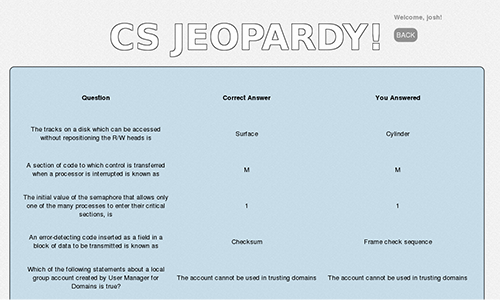 Welcome, josh!
CS JEOPARDY!
BACK
Question Correct Answer You Answered
The tracks on a disk which can be accessed
without repositioning the R/W heads is
Surface Cylinder
A section of code to which control is transferred
when a processor is interrupted is known as
M M
The initial value of the semaphore that allows only
one of the many processes to enter their critical
sections, is
1 1
An error-detecting code inserted as a field in a
block of data to be transmitted is known as
Checksum Frame check sequence
Which of the following statements about a local
group account created by User Manager for
Domains is true?
The account cannot be used in trusting domains The account cannot be used in trusting domains